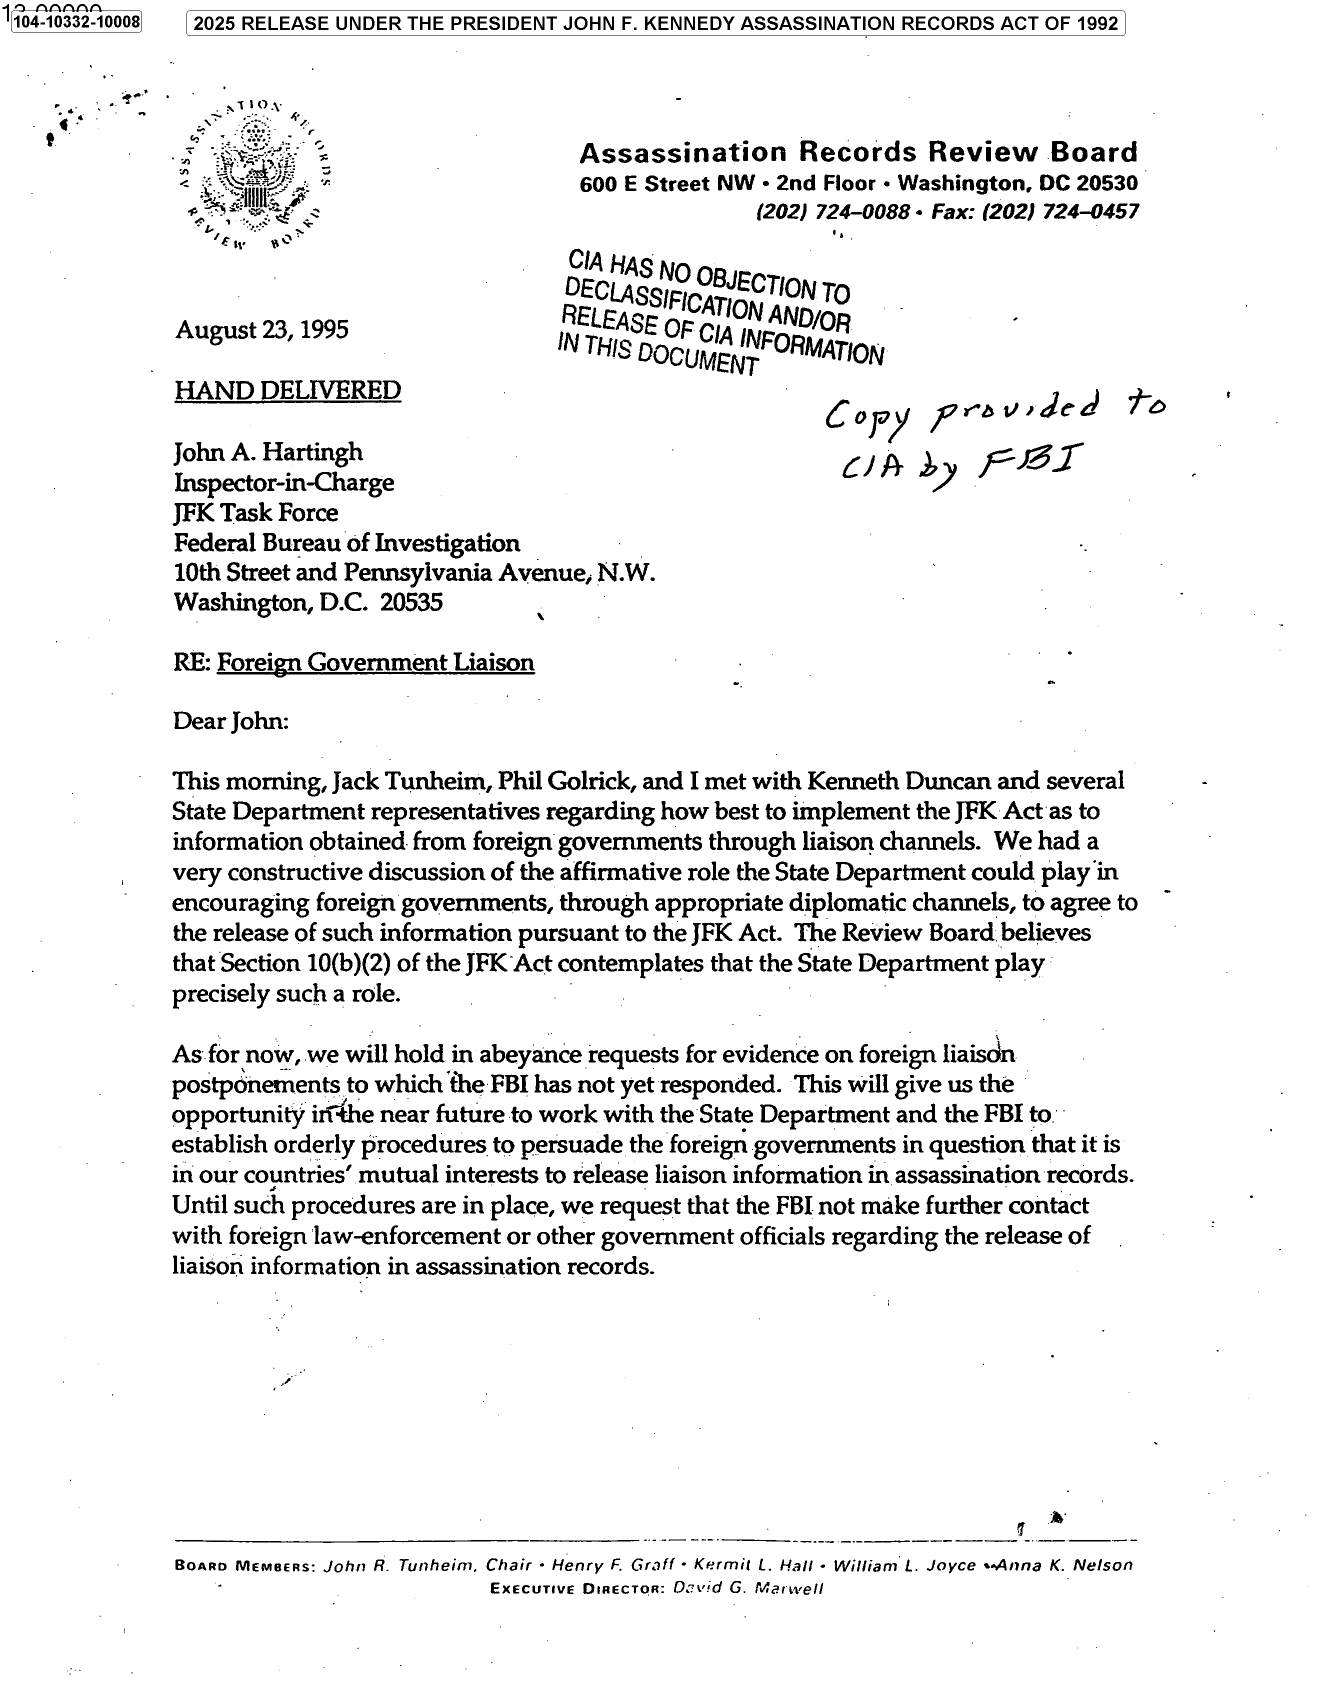 104-10332-10008
2025 RELEASE UNDER THE PRESIDENT JOHN F. KENNEDY ASSASSINATION RECORDS ACT OF 1992
ASSASSINATION RECORDS
REVIEW BOARD
Assassination Records Review Board
600 E Street NW • 2nd Floor • Washington, DC 20530
(202) 724-0088 • Fax: (202) 724-0457
CIA HAS NO OBJECTION TO
DECLASSIFICATION AND/OR
RELEASE OF CIA INFORMATION
IN THIS DOCUMENT
August 23, 1995
HAND DELIVERED
Copy provided to
CIA by FBI
John A. Hartingh
Inspector-in-Charge
JFK Task Force
Federal Bureau of Investigation
10th Street and Pennsylvania Avenue, N.W.
Washington, D.C. 20535
RE: Foreign Government Liaison
Dear John:
This morning, Jack Tunheim, Phil Golrick, and I met with Kenneth Duncan and several
State Department representatives regarding how best to implement the JFK Act as to
information obtained from foreign governments through liaison channels. We had a
very constructive discussion of the affirmative role the State Department could play in
encouraging foreign governments, through appropriate diplomatic channels, to agree to
the release of such information pursuant to the JFK Act. The Review Board believes
that Section 10(b)(2) of the JFK Act contemplates that the State Department play
precisely such a role.
As for now, we will hold in abeyance requests for evidence on foreign liaison
postponements to which the FBI has not yet responded. This will give us the
opportunity in the near future to work with the State Department and the FBI to
establish orderly procedures to persuade the foreign governments in question that it is
in our countries' mutual interests to release liaison information in assassination records.
Until such procedures are in place, we request that the FBI not make further contact
with foreign law-enforcement or other government officials regarding the release of
liaison information in assassination records.
BOARD MEMBERS: John R. Tunheim, Chair • Henry F. Graff • Kermit L. Hall • William L. Joyce • Anna K. Nelson
EXECUTIVE DIRECTOR: David G. Marwell